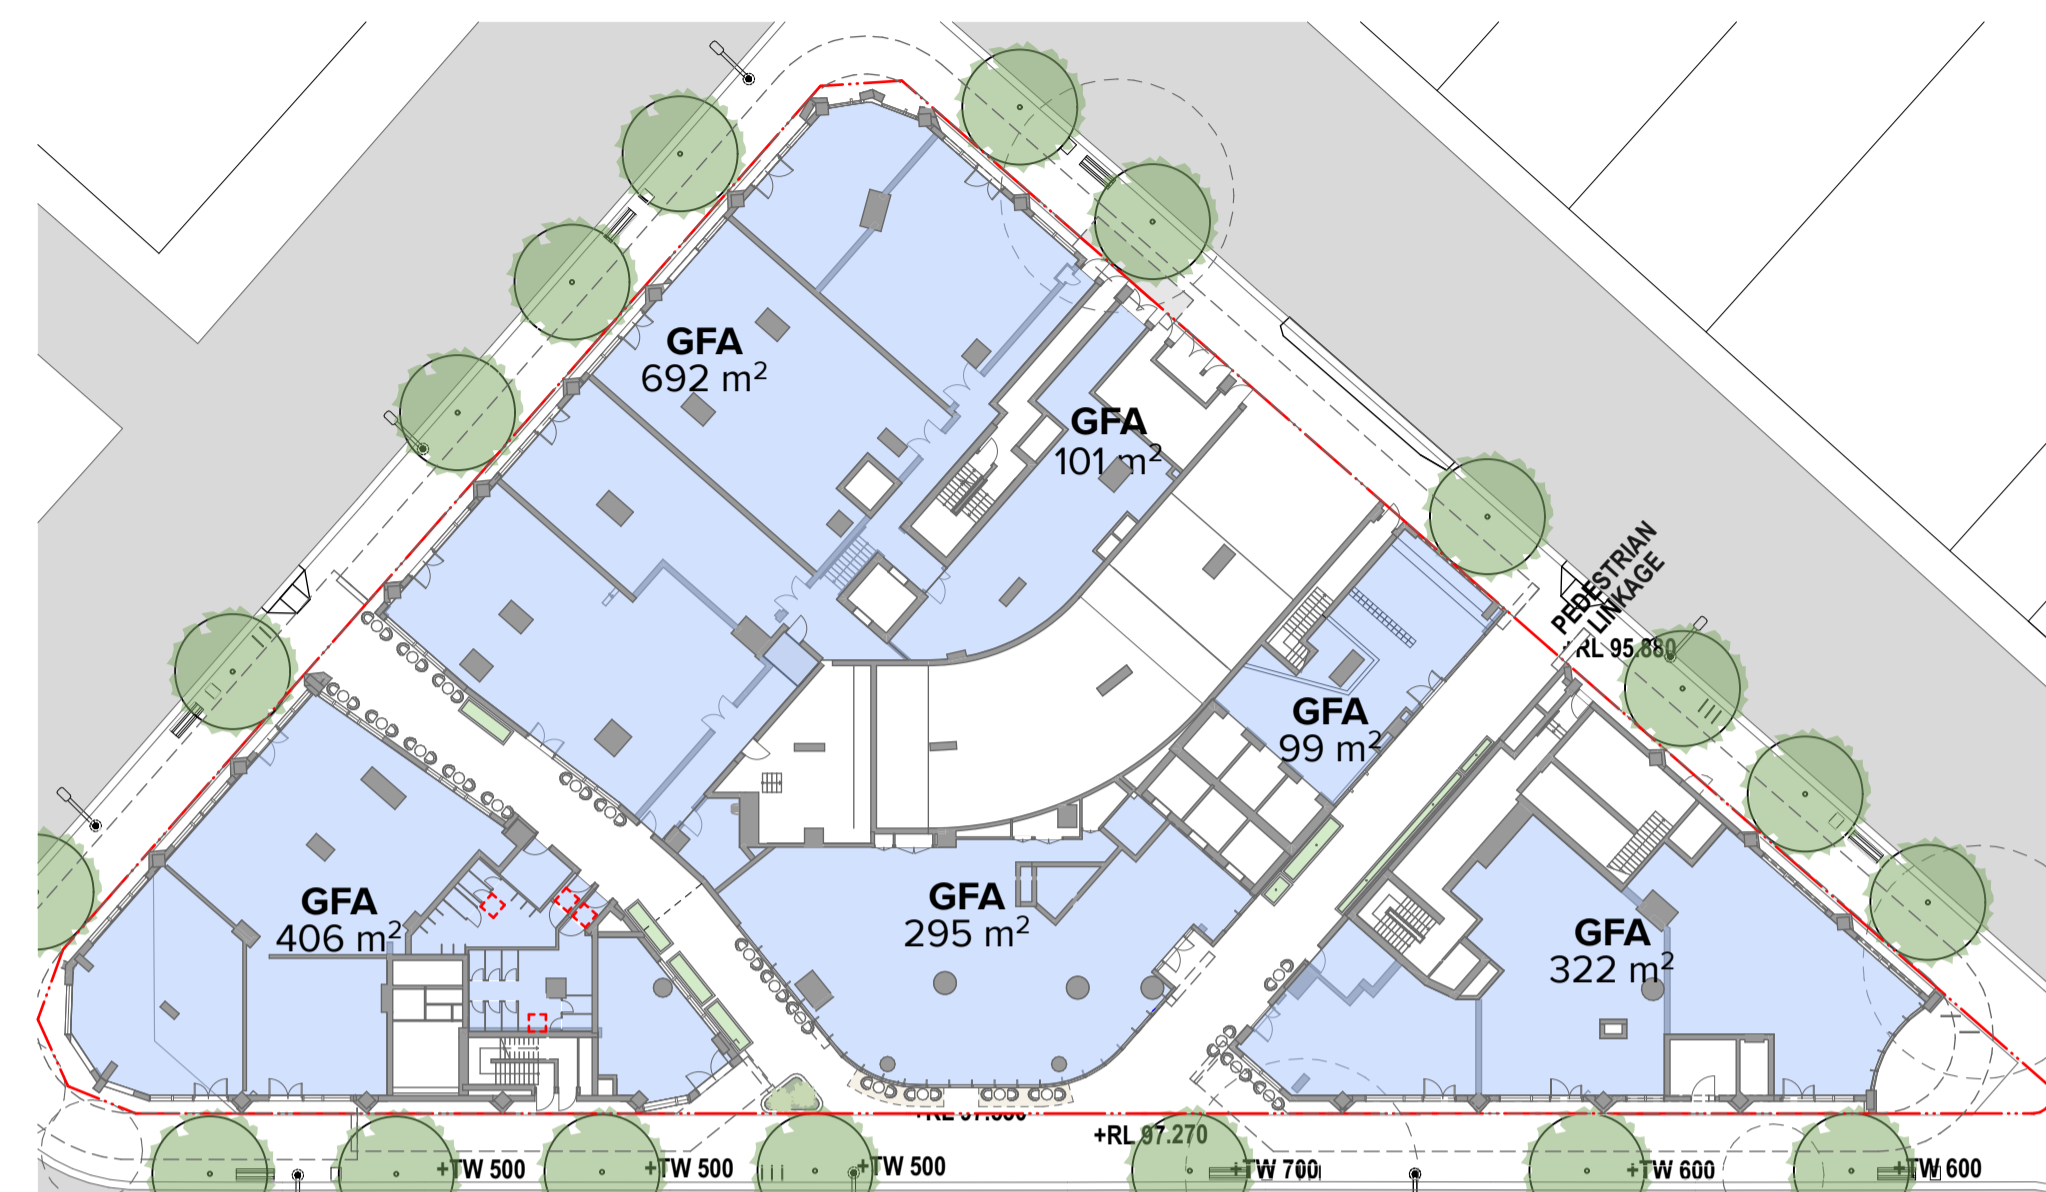 GFA
692 m²
GFA
101 m²
PEDESTRIAN
LINKAGE
+RL 95.880
GFA
99 m²
GFA
406 m²
GFA
295 m²
GFA
322 m²
+RL 97.270
+TW 500
+TW 500
+TW 500
+TW 700
+TW 600
+TW 600